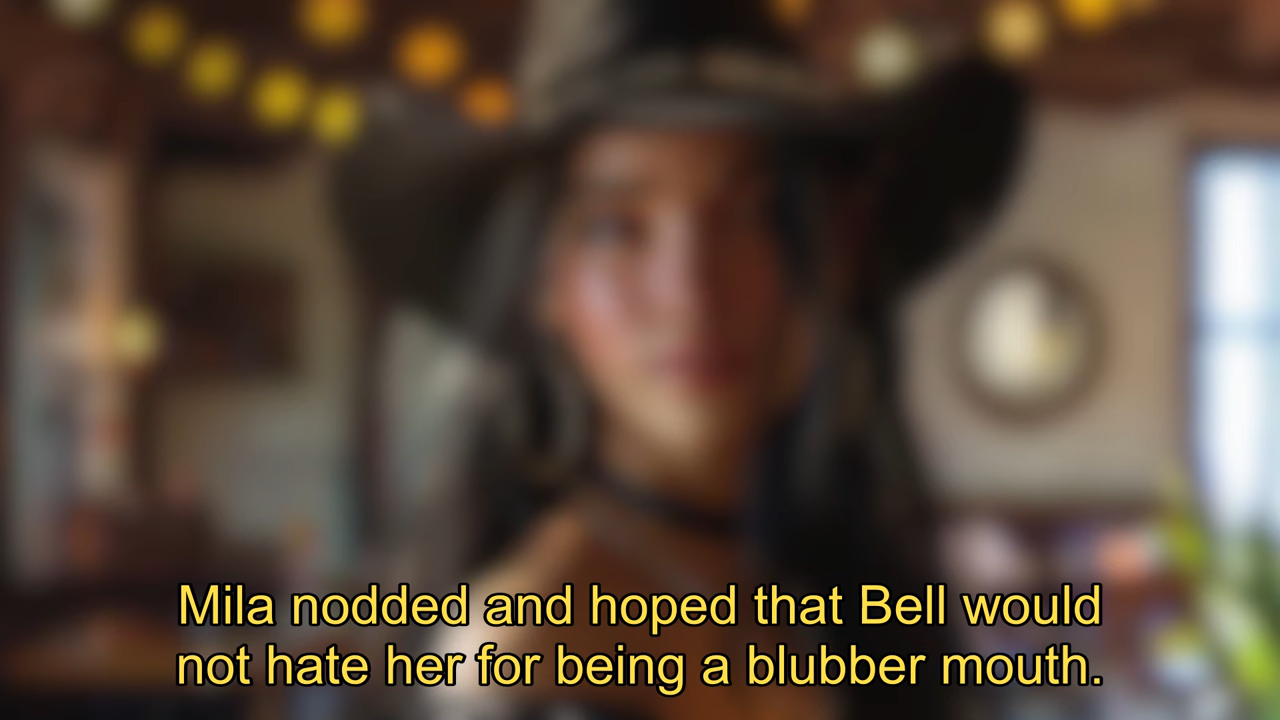 Mila nodded and hoped that Bell would
not hate her for being a blubber mouth.